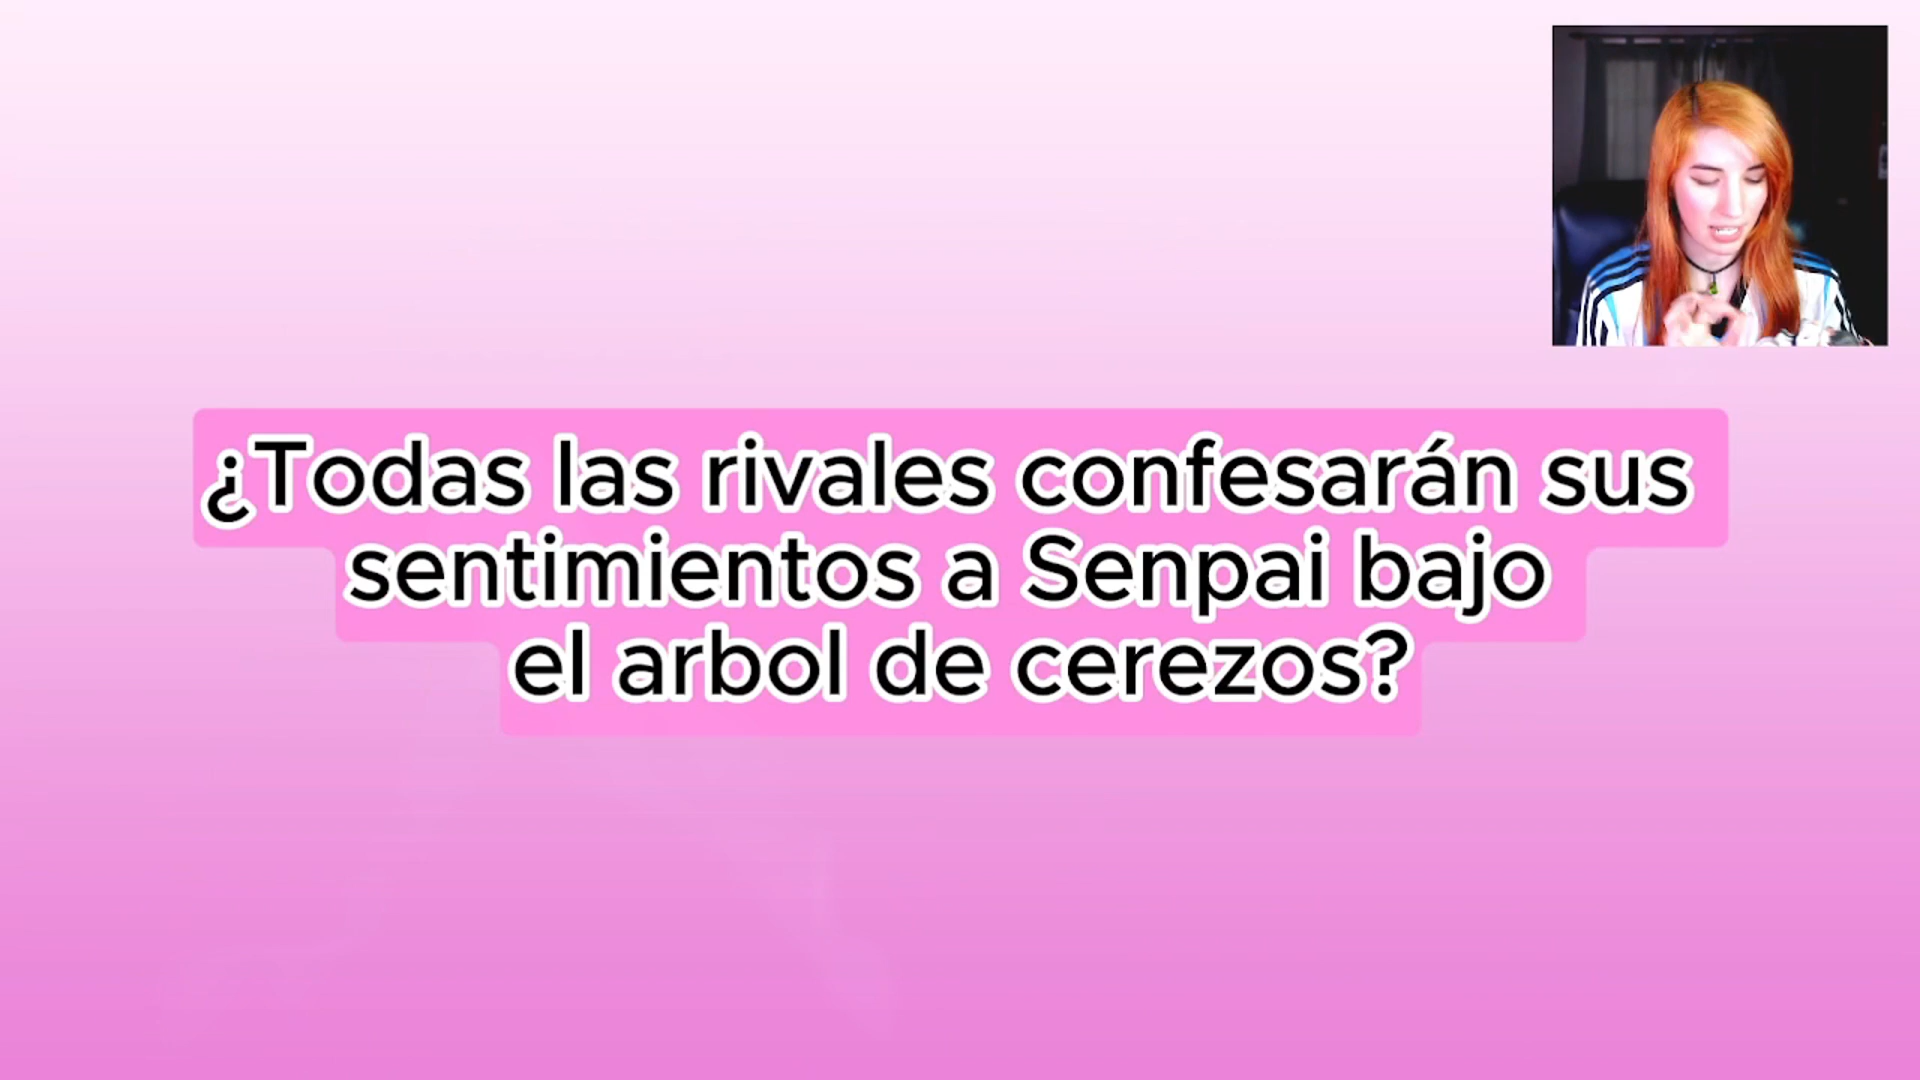 ¿Todas las rivales confesarán sus
sentimientos a Senpai bajo
el arbol de cerezos?